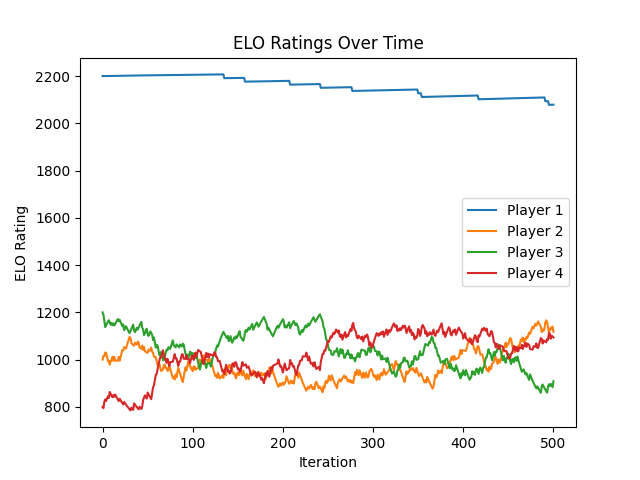 ELO Ratings Over Time
ELO Rating
2200
2000
1800
1600
1400
1200
1000
800
Player 1
Player 2
Player 3
Player 4
0 100 200 300 400 500
Iteration